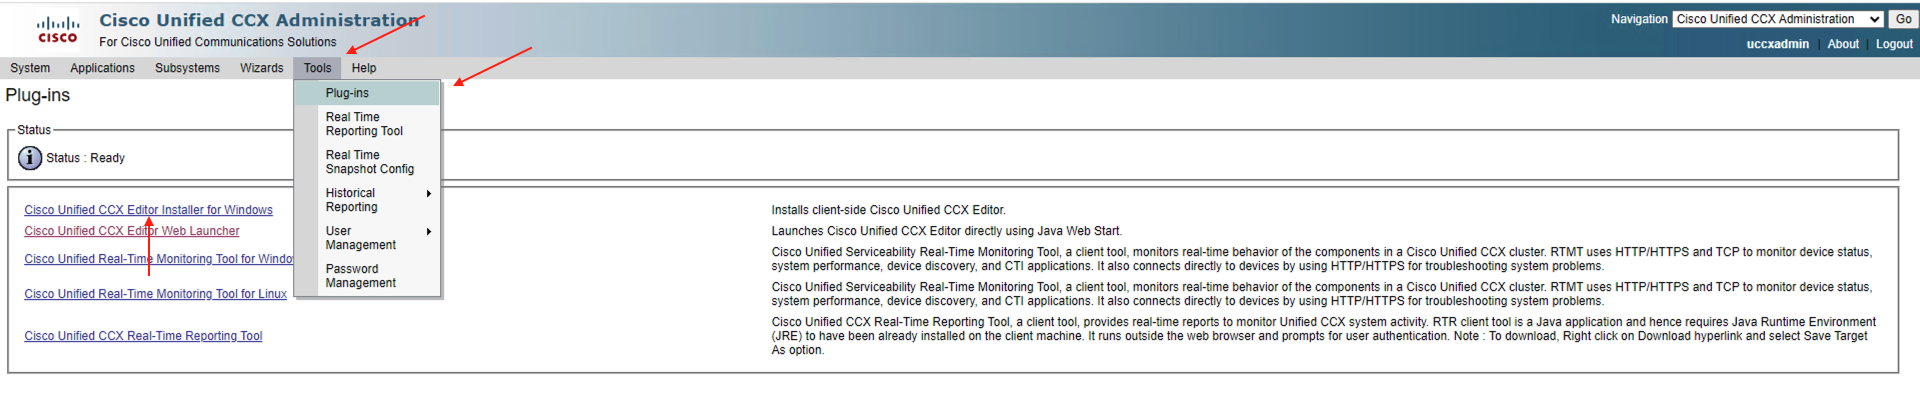 Cisco Unified CCX Administration
For Cisco Unified Communications Solutions
CISCO
Navigation Cisco Unified CCX Administration Go
uccxadmin | About | Logout
System Applications Subsystems Wizards Tools Help
Plug-ins
Real Time
Reporting Tool
Real Time
Snapshot Config
Historical
Reporting
User
Management
Password
Management
Plug-ins
Status
Status : Ready
Cisco Unified CCX Editor Installer for Windows
Installs client-side Cisco Unified CCX Editor.
Cisco Unified CCX Editor Web Launcher
Launches Cisco Unified CCX Editor directly using Java Web Start.
Cisco Unified Real-Time Monitoring Tool for Windo
Cisco Unified Serviceability Real-Time Monitoring Tool, a client tool, monitors real-time behavior of the components in a Cisco Unified CCX cluster. RTMT uses HTTP/HTTPS and TCP to monitor device status,
system performance, device discovery, and CTI applications. It also connects directly to devices by using HTTP/HTTPS for troubleshooting system problems.
Cisco Unified Real-Time Monitoring Tool for Linux
Cisco Unified Serviceability Real-Time Monitoring Tool, a client tool, monitors real-time behavior of the components in a Cisco Unified CCX cluster. RTMT uses HTTP/HTTPS and TCP to monitor device status,
system performance, device discovery, and CTI applications. It also connects directly to devices by using HTTP/HTTPS for troubleshooting system problems.
Cisco Unified CCX Real-Time Reporting Tool
Cisco Unified CCX Real-Time Reporting Tool, a client tool, provides real-time reports to monitor Unified CCX system activity. RTR client tool is a Java application and hence requires Java Runtime Environment
(JRE) to have been already installed on the client machine. It runs outside the web browser and prompts for user authentication. Note : To download, Right click on Download hyperlink and select Save Target
As option.